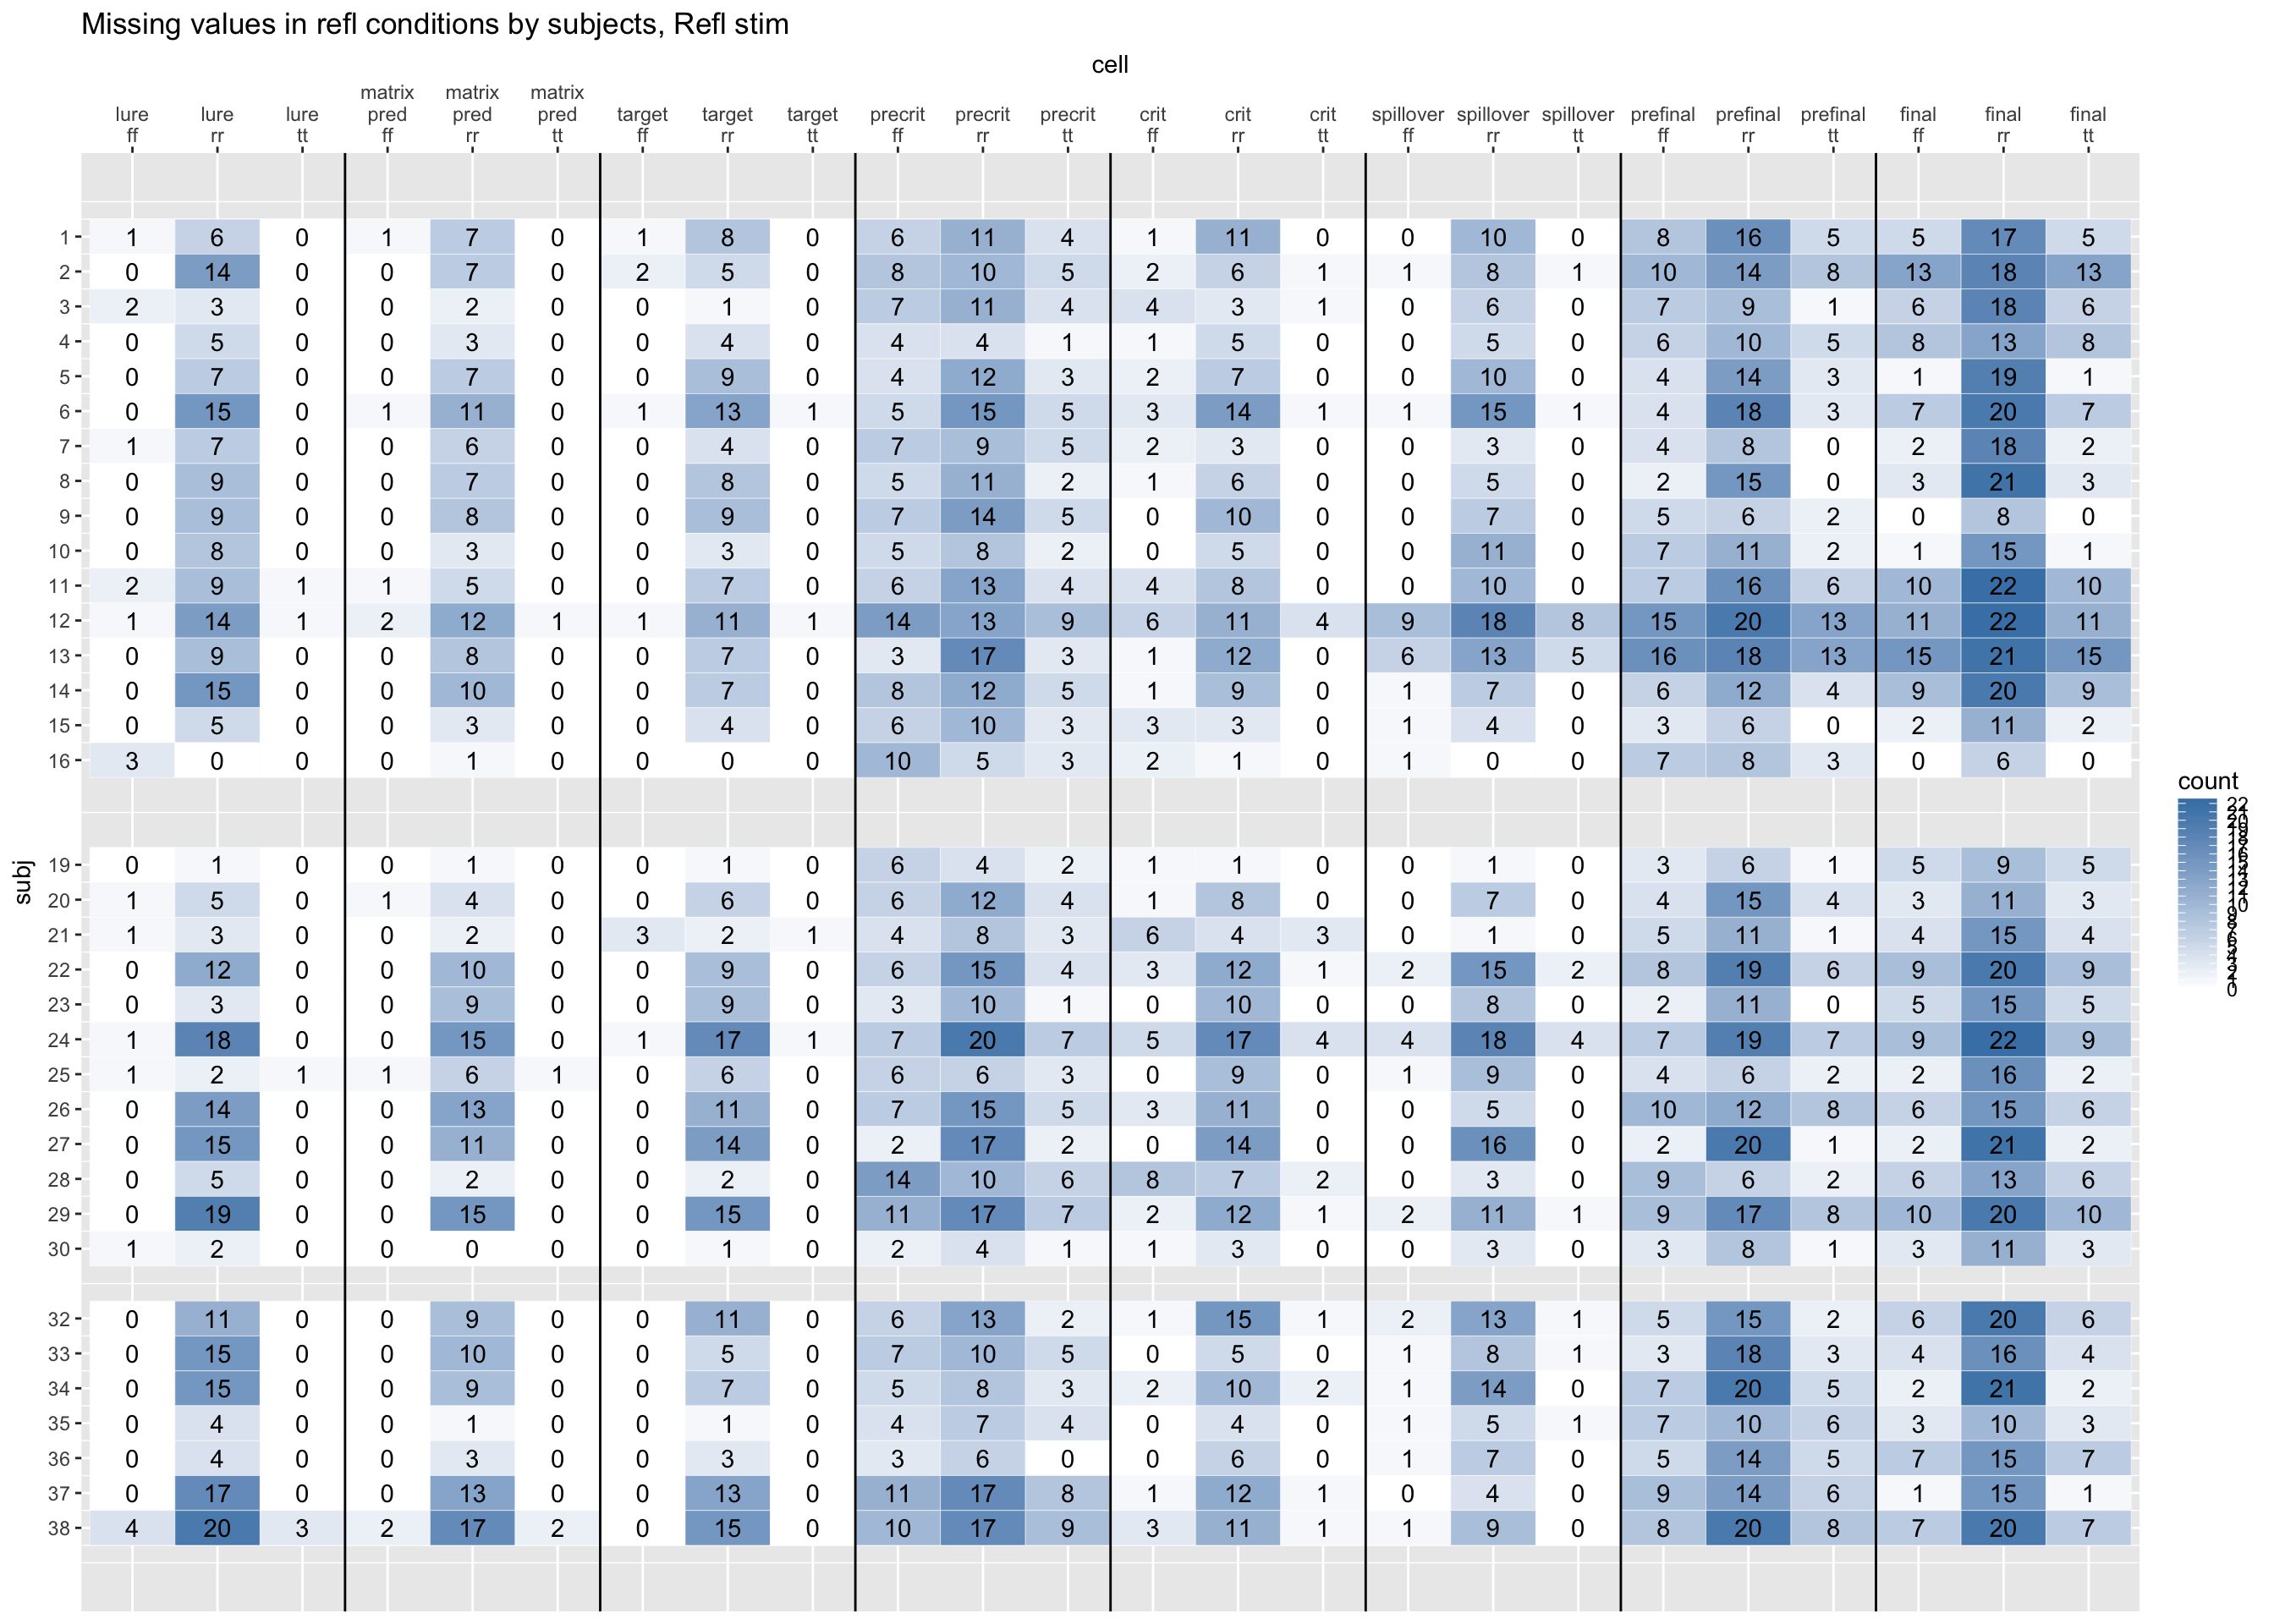 Missing values in refl conditions by subjects, Refl stim
cell
matrix matrix matrix
lure lure lure pred pred pred target target target precrit precrit precrit crit crit crit spillover spillover spillover prefinal prefinal prefinal final final final
ff rr tt ff rr tt ff rr tt ff rr tt ff rr tt ff rr tt ff rr tt ff rr tt
1 1 6 0 1 7 0 1 8 0 6 11 4 1 11 0 0 10 0 8 16 5 5 17 5
2 0 14 0 0 7 0 2 5 0 8 10 5 2 6 1 1 8 1 10 14 8 13 18 13
3 2 3 0 0 2 0 0 1 0 7 11 4 4 3 1 0 6 0 7 9 1 6 18 6
4 0 5 0 0 3 0 0 4 0 4 4 1 1 5 0 0 5 0 6 10 5 8 13 8
5 0 7 0 0 7 0 0 9 0 4 12 3 2 7 0 0 10 0 4 14 3 1 19 1
6 0 15 0 1 11 0 1 13 1 5 15 5 3 14 1 1 15 1 4 18 3 7 20 7
7 1 7 0 0 6 0 0 4 0 7 9 5 2 3 0 0 3 0 4 8 0 2 18 2
8 0 9 0 0 7 0 0 8 0 5 11 2 1 6 0 0 5 0 2 15 0 3 21 3
9 0 9 0 0 8 0 0 9 0 7 14 5 0 10 0 0 7 0 5 6 2 0 8 0
10 0 8 0 0 3 0 0 3 0 5 8 2 0 5 0 0 11 0 7 11 2 1 15 1
11 2 9 1 1 5 0 0 7 0 6 13 4 4 8 0 0 10 0 7 16 6 10 22 10
12 1 14 1 2 12 1 1 11 1 14 13 9 6 11 4 9 18 8 15 20 13 11 22 11
13 0 9 0 0 8 0 0 7 0 3 17 3 1 12 0 6 13 5 16 18 13 15 21 15
14 0 15 0 0 10 0 0 7 0 8 12 5 1 9 0 1 7 0 6 12 4 9 20 9
15 0 5 0 0 3 0 0 4 0 6 10 3 3 3 0 1 4 0 3 6 0 2 11 2
16 3 0 0 0 1 0 0 0 0 10 5 3 2 1 0 1 0 0 7 8 3 0 6 0
subj
19 0 1 0 0 1 0 0 1 0 6 4 2 1 1 0 0 1 0 3 6 1 5 9 5
20 1 5 0 1 4 0 0 6 0 6 12 4 1 8 0 0 7 0 4 15 4 3 11 3
21 1 3 0 0 2 0 3 2 1 4 8 3 6 4 3 0 1 0 5 11 1 4 15 4
22 0 12 0 0 10 0 0 9 0 6 15 4 3 12 1 2 15 2 8 19 6 9 20 9
23 0 3 0 0 9 0 0 9 0 3 10 1 0 10 0 0 8 0 2 11 0 5 15 5
24 1 18 0 0 15 0 1 17 1 7 20 7 5 17 4 4 18 4 7 19 7 9 22 9
25 1 2 1 1 6 1 0 6 0 6 6 3 0 9 0 1 9 0 4 6 2 2 16 2
26 0 14 0 0 13 0 0 11 0 7 15 5 3 11 0 0 5 0 10 12 8 6 15 6
27 0 15 0 0 11 0 0 14 0 2 17 2 0 14 0 0 16 0 2 20 1 2 21 2
28 0 5 0 0 2 0 0 2 0 14 10 6 8 7 2 0 3 0 9 6 2 6 13 6
29 0 19 0 0 15 0 0 15 0 11 17 7 2 12 1 2 11 1 9 17 8 10 20 10
30 1 2 0 0 0 0 0 1 0 2 4 1 1 3 0 0 3 0 3 8 1 3 11 3
32 0 11 0 0 9 0 0 11 0 6 13 2 1 15 1 2 13 1 5 15 2 6 20 6
33 0 15 0 0 10 0 0 5 0 7 10 5 0 5 0 1 8 1 3 18 3 4 16 4
34 0 15 0 0 9 0 0 7 0 5 8 3 2 10 2 1 14 0 7 20 5 2 21 2
35 0 4 0 0 1 0 0 1 0 4 7 4 0 4 0 1 5 1 7 10 6 3 10 3
36 0 4 0 0 3 0 0 3 0 3 6 0 0 6 0 1 7 0 5 14 5 7 15 7
37 0 17 0 0 13 0 0 13 0 11 17 8 1 12 1 0 4 0 9 14 6 1 15 1
38 4 20 3 2 17 2 0 15 0 10 17 9 3 11 1 1 9 0 8 20 8 7 20 7
count
22
10
0